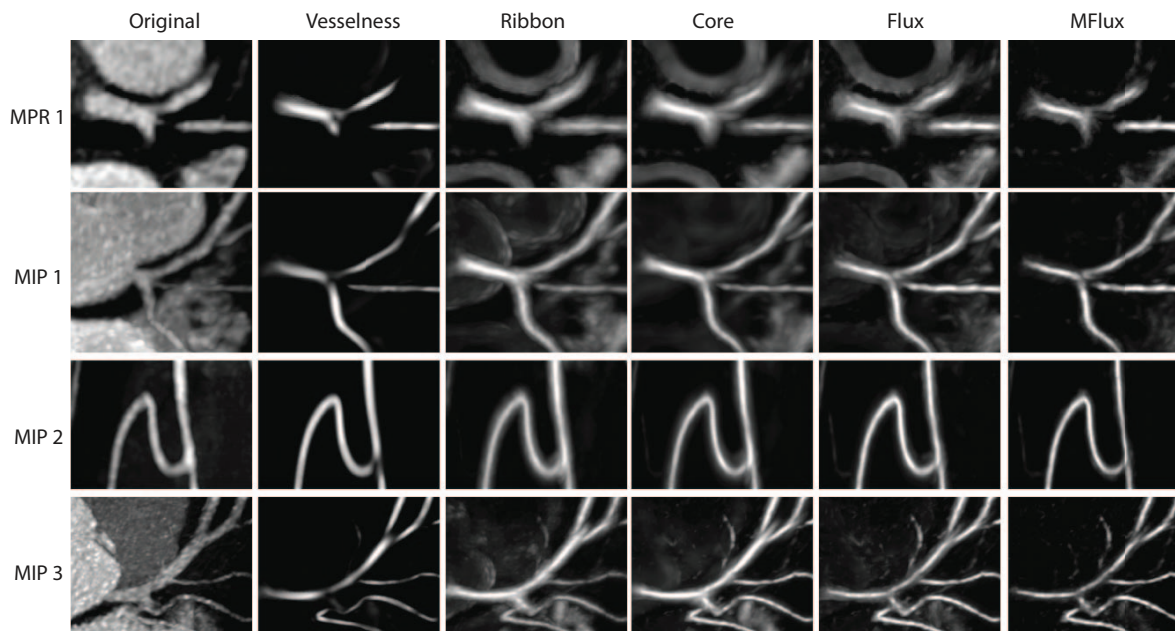 Original Vesselness Ribbon Core Flux MFlux
MPR 1
MIP 1
MIP 2
MIP 3